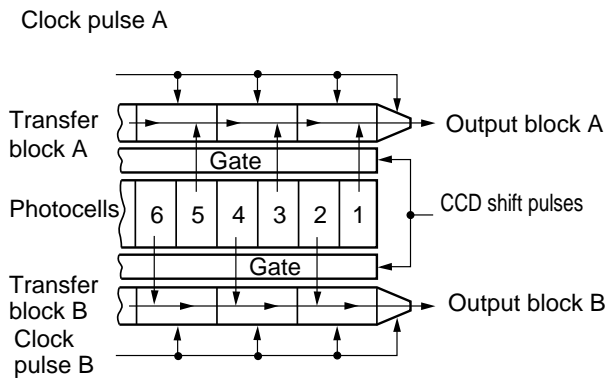 Clock pulse A
Transfer
block A
Output block A
Gate
Photocells
6 5 4 3 2 1
CCD shift pulses
Gate
Transfer
block B
Output block B
Clock
pulse B